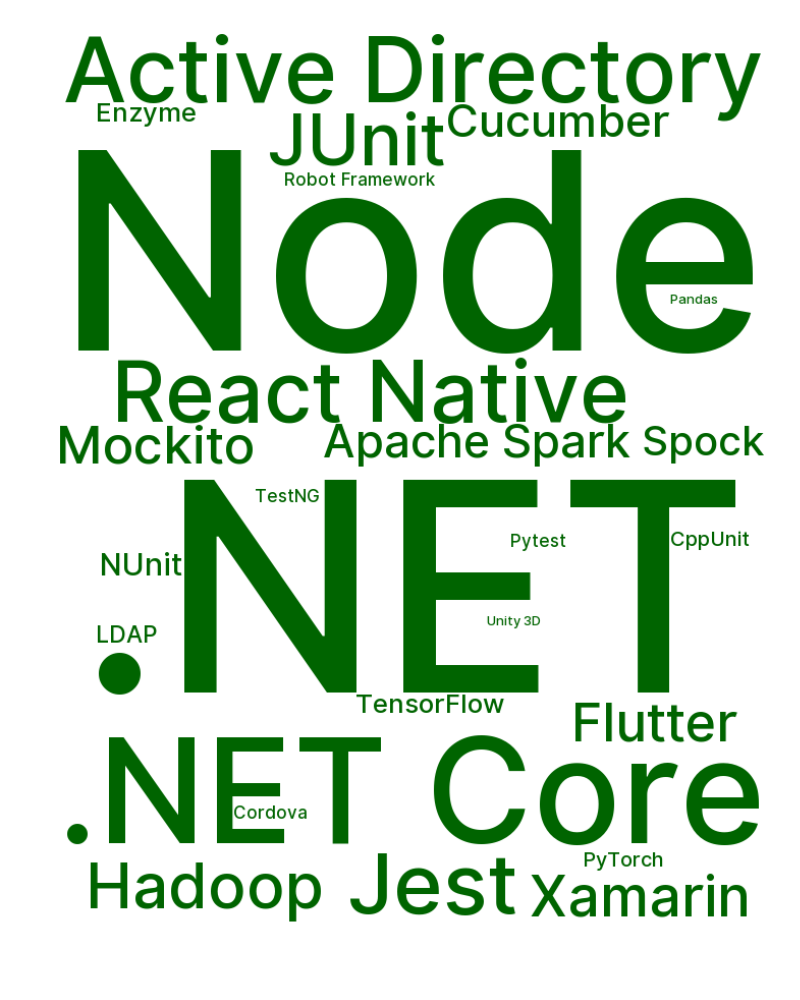 Active Directory
Enzyme
JUnit
Cucumber
Robot Framework
Node
Pandas
React Native
Mockito
Apache Spark
Spock
.NET
TestNG
Pytest
CppUnit
NUnit
Unity 3D
LDAP
TensorFlow
Flutter
.NET Core
Cordova
Hadoop
Jest
PyTorch
Xamarin